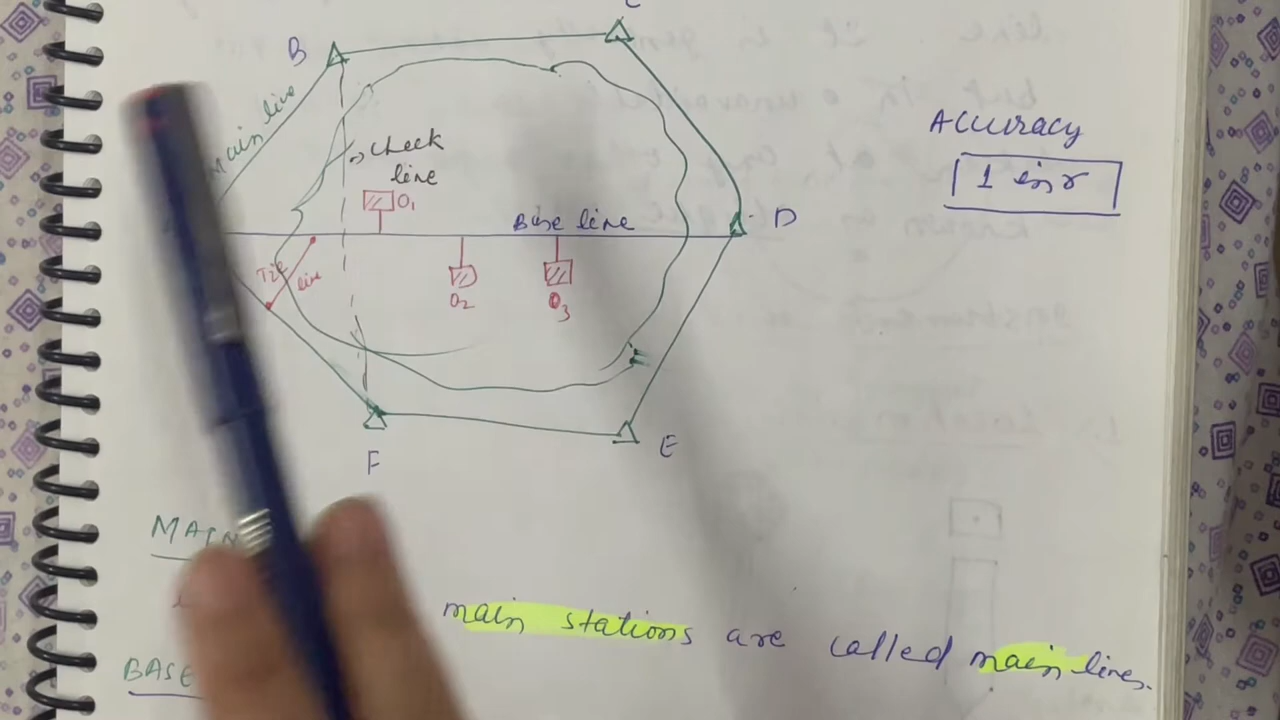 C
B
main line
check
line
O1
Base line
D
Accuracy
1 in r
Tie
line
O2
O3
E
F
MAIN
main stations are called main lines.
BASE